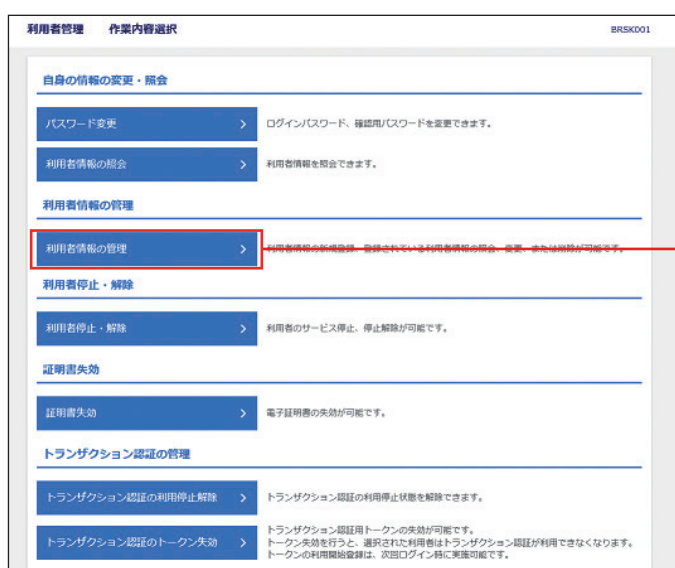 利用者管理 作業内容選択 BRSK001
自身の情報の変更・照会
パスワード変更 ログインパスワード、確認用パスワードを変更できます。
利用者情報の照会 利用者情報を照会できます。
利用者情報の管理
利用者情報の管理 利用者情報の新規登録、登録されている利用者情報の照会、変更、または削除が可能です。
利用者停止・解除
利用者停止・解除 利用者のサービス停止、停止解除が可能です。
証明書失効
証明書失効 電子証明書の失効が可能です。
トランザクション認証の管理
トランザクション認証の利用停止解除 トランザクション認証の利用停止状態を解除できます。
トランザクション認証のトークン失効 トランザクション認証用トークンの失効が可能です。
トークン失効を行うと、選択された利用者はトランザクション認証が利用できなくなります。
トークンの利用開始登録は、次回ログイン時に実施可能です。